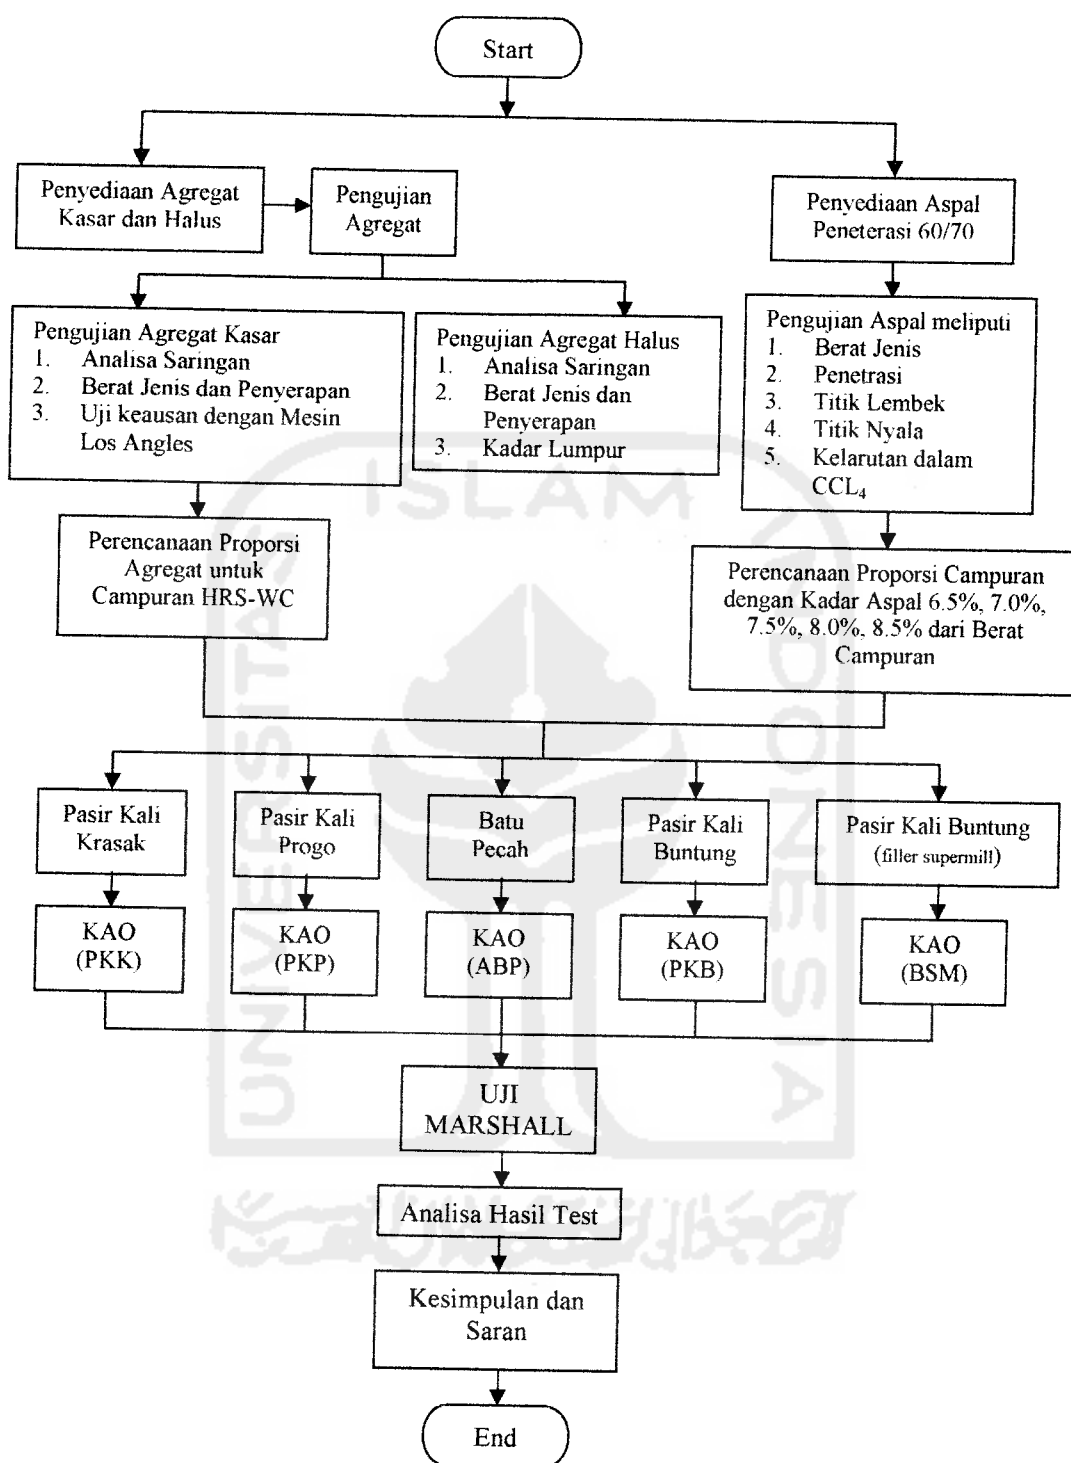 Start
Penyediaan Agregat
Kasar dan Halus
Pengujian
Agregat
Penyediaan Aspal
Peneterasi 60/70
Pengujian Agregat Kasar
1. Analisa Saringan
2. Berat Jenis dan Penyerapan
3. Uji keausan dengan Mesin
Los Angles
Pengujian Agregat Halus
1. Analisa Saringan
2. Berat Jenis dan
Penyerapan
3. Kadar Lumpur
Pengujian Aspal meliputi
1. Berat Jenis
2. Penetrasi
3. Titik Lembek
4. Titik Nyala
5. Kelarutan dalam
CCL₄
Perencanaan Proporsi
Agregat untuk
Campuran HRS-WC
Perencanaan Proporsi Campuran
dengan Kadar Aspal 6.5%, 7.0%,
7.5%, 8.0%, 8.5% dari Berat
Campuran
Pasir Kali
Krasak
Pasir Kali
Progo
Batu
Pecah
Pasir Kali
Buntung
Pasir Kali Buntung
(filler supermill)
KAO
(PKK)
KAO
(PKP)
KAO
(ABP)
KAO
(PKB)
KAO
(BSM)
UJI
MARSHALL
Analisa Hasil Test
Kesimpulan dan
Saran
End
UNIVERSITAS
ISLAM
INDONESIA